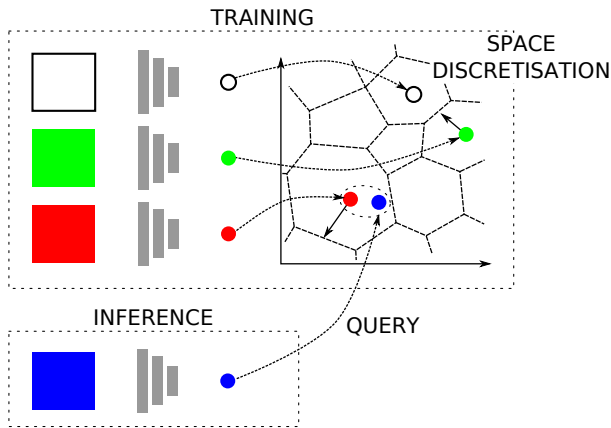 TRAINING
SPACE
DISCRETISATION
INFERENCE
QUERY